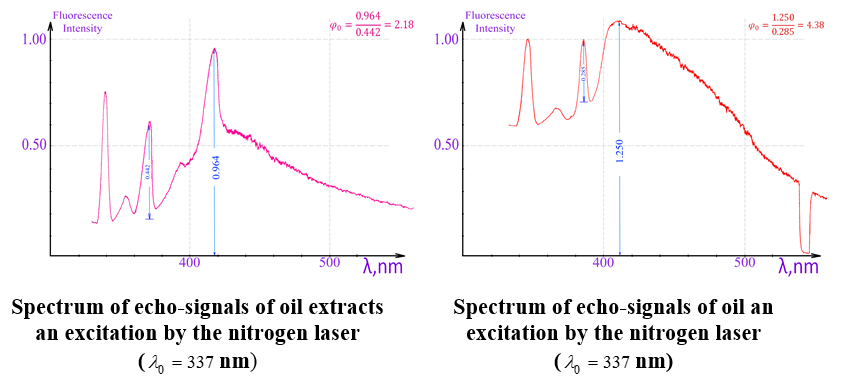 Fluorescence
Intensity
φ₀ = 0.964/0.442 = 2.18
1.00
0.50
0.442
0.964
400
500
λ,nm
Spectrum of echo-signals of oil extracts
an excitation by the nitrogen laser
(λ₀ = 337 nm)
Fluorescence
Intensity
φ₀ = 1.250/0.285 = 4.38
1.00
0.50
0.285
1.250
400
500
λ,nm
Spectrum of echo-signals of oil an
excitation by the nitrogen laser
(λ₀ = 337 nm)